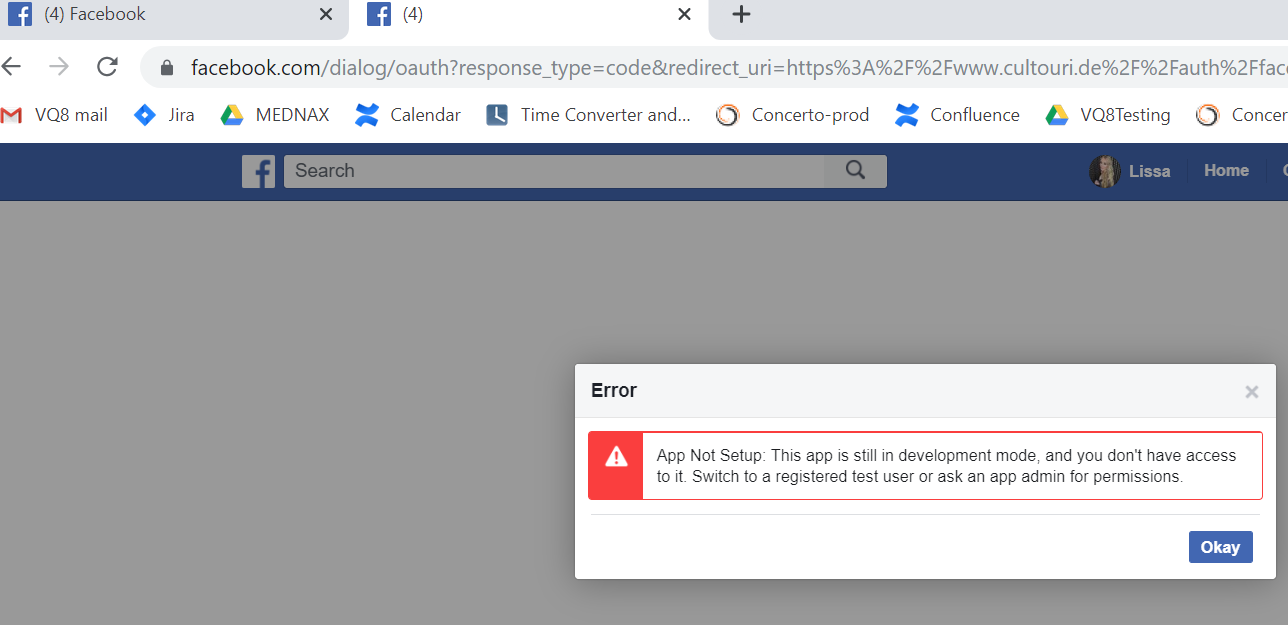 (4) Facebook
(4)
facebook.com/dialog/oauth?response_type=code&redirect_uri=https%3A%2F%2Fwww.cultouri.de%2F%2Fauth%2Fface
VQ8 mail Jira MEDNAX Calendar Time Converter and... Concerto-prod Confluence VQ8Testing Concer
Search Lissa Home
Error
App Not Setup: This app is still in development mode, and you don't have access
to it. Switch to a registered test user or ask an app admin for permissions.
Okay